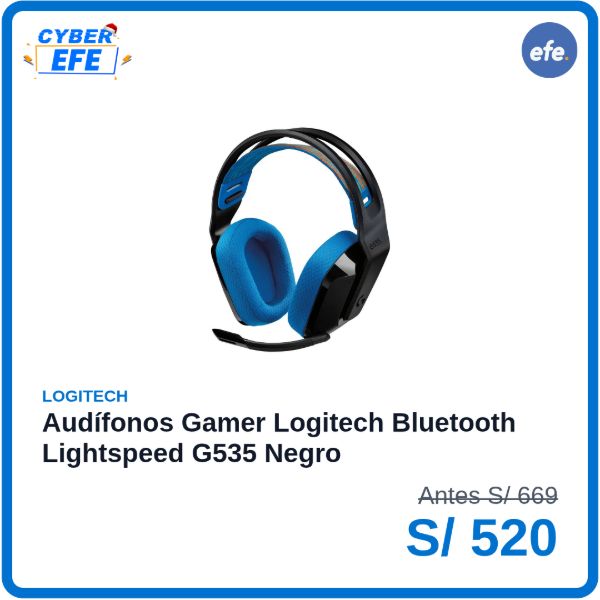 CYBER
EFE
efe.
LOGITECH
Audífonos Gamer Logitech Bluetooth
Lightspeed G535 Negro
Antes S/ 669
S/ 520